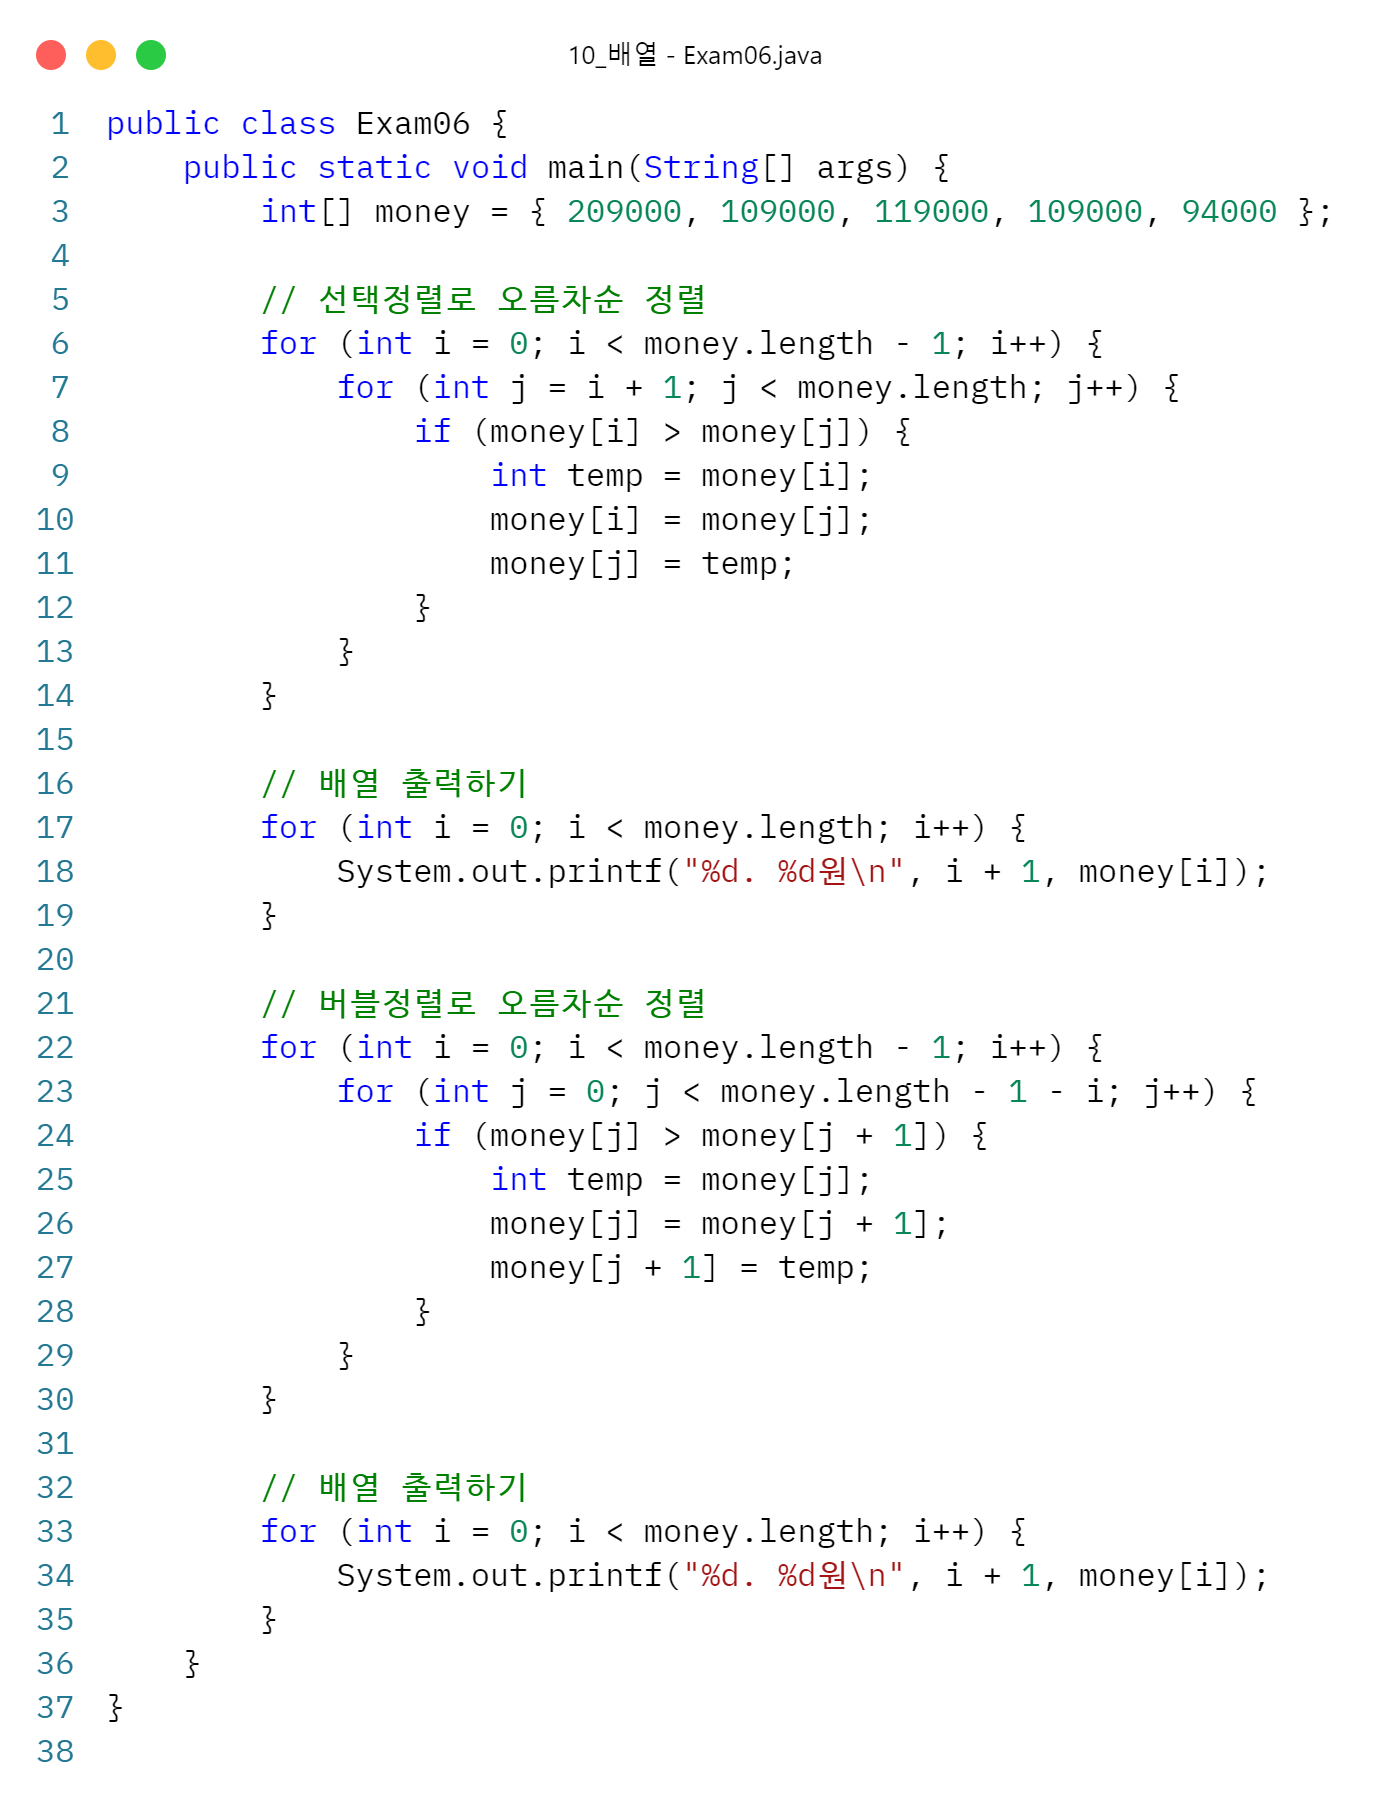 10_배열 - Exam06.java
1 public class Exam06 {
2     public static void main(String[] args) {
3         int[] money = { 209000, 109000, 119000, 109000, 94000 };
4
5         // 선택정렬로 오름차순 정렬
6         for (int i = 0; i < money.length - 1; i++) {
7             for (int j = i + 1; j < money.length; j++) {
8                 if (money[i] > money[j]) {
9                     int temp = money[i];
10                     money[i] = money[j];
11                     money[j] = temp;
12                 }
13             }
14         }
15
16         // 배열 출력하기
17         for (int i = 0; i < money.length; i++) {
18             System.out.printf("%d. %d원\n", i + 1, money[i]);
19         }
20
21         // 버블정렬로 오름차순 정렬
22         for (int i = 0; i < money.length - 1; i++) {
23             for (int j = 0; j < money.length - 1 - i; j++) {
24                 if (money[j] > money[j + 1]) {
25                     int temp = money[j];
26                     money[j] = money[j + 1];
27                     money[j + 1] = temp;
28                 }
29             }
30         }
31
32         // 배열 출력하기
33         for (int i = 0; i < money.length; i++) {
34             System.out.printf("%d. %d원\n", i + 1, money[i]);
35         }
36     }
37 }
38